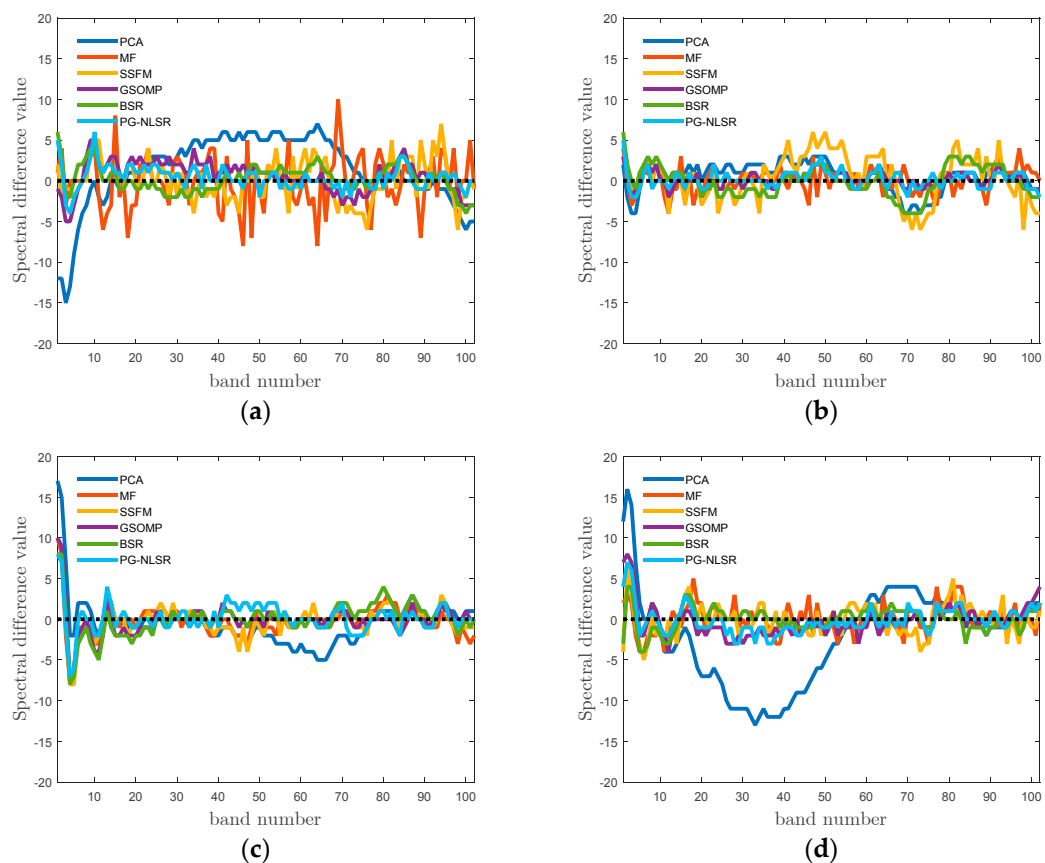 20
15
10
5
0
-5
-10
-15
-20
Spectral difference value
PCA
MF
SSFM
GSOMP
BSR
PG-NLSR
10 20 30 40 50 60 70 80 90 100
band number
(a)
20
15
10
5
0
-5
-10
-15
-20
Spectral difference value
PCA
MF
SSFM
GSOMP
BSR
PG-NLSR
10 20 30 40 50 60 70 80 90 100
band number
(b)
20
15
10
5
0
-5
-10
-15
-20
Spectral difference value
PCA
MF
SSFM
GSOMP
BSR
PG-NLSR
10 20 30 40 50 60 70 80 90 100
band number
(c)
20
15
10
5
0
-5
-10
-15
-20
Spectral difference value
PCA
MF
SSFM
GSOMP
BSR
PG-NLSR
10 20 30 40 50 60 70 80 90 100
band number
(d)